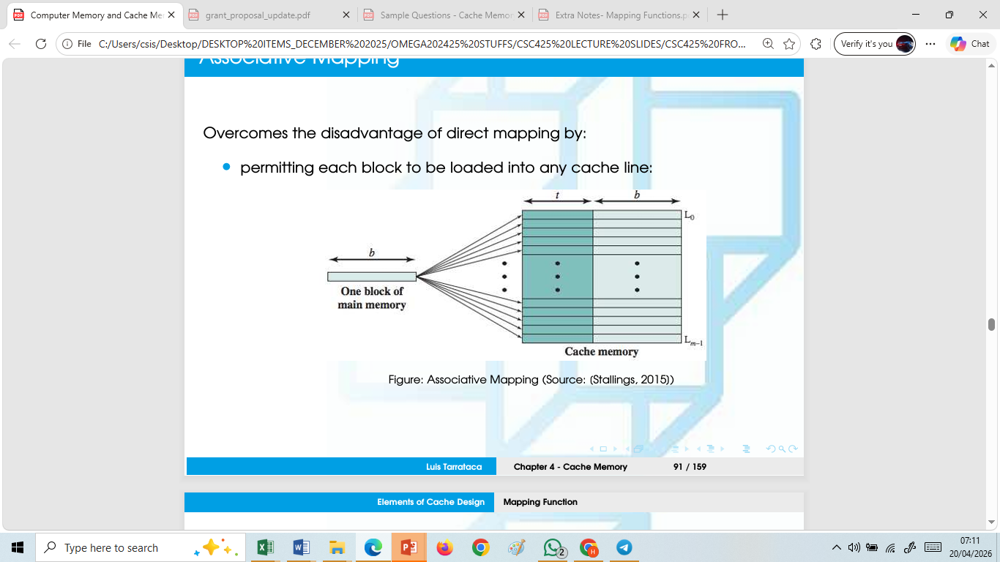 Computer Memory and Cache Me
grant_proposal_update.pdf
Sample Questions - Cache Memor
Extra Notes- Mapping Functions.p
File
C:/Users/csis/Desktop/DESKTOP%20ITEMS_DECEMBER%202025/OMEGA202425%20STUFFS/CSC425%20LECTURE%20SLIDES/CSC425%20FRO...
Verify it's you
Chat
Associative Mapping
Overcomes the disadvantage of direct mapping by:
• permitting each block to be loaded into any cache line:
t
b
L0
b
One block of
main memory
Lm–1
Cache memory
Figure: Associative Mapping (Source: [Stallings, 2015])
Luis Tarrataca
Chapter 4 - Cache Memory
91 / 159
Elements of Cache Design
Mapping Function
Type here to search
2
H
07:11
20/04/2026